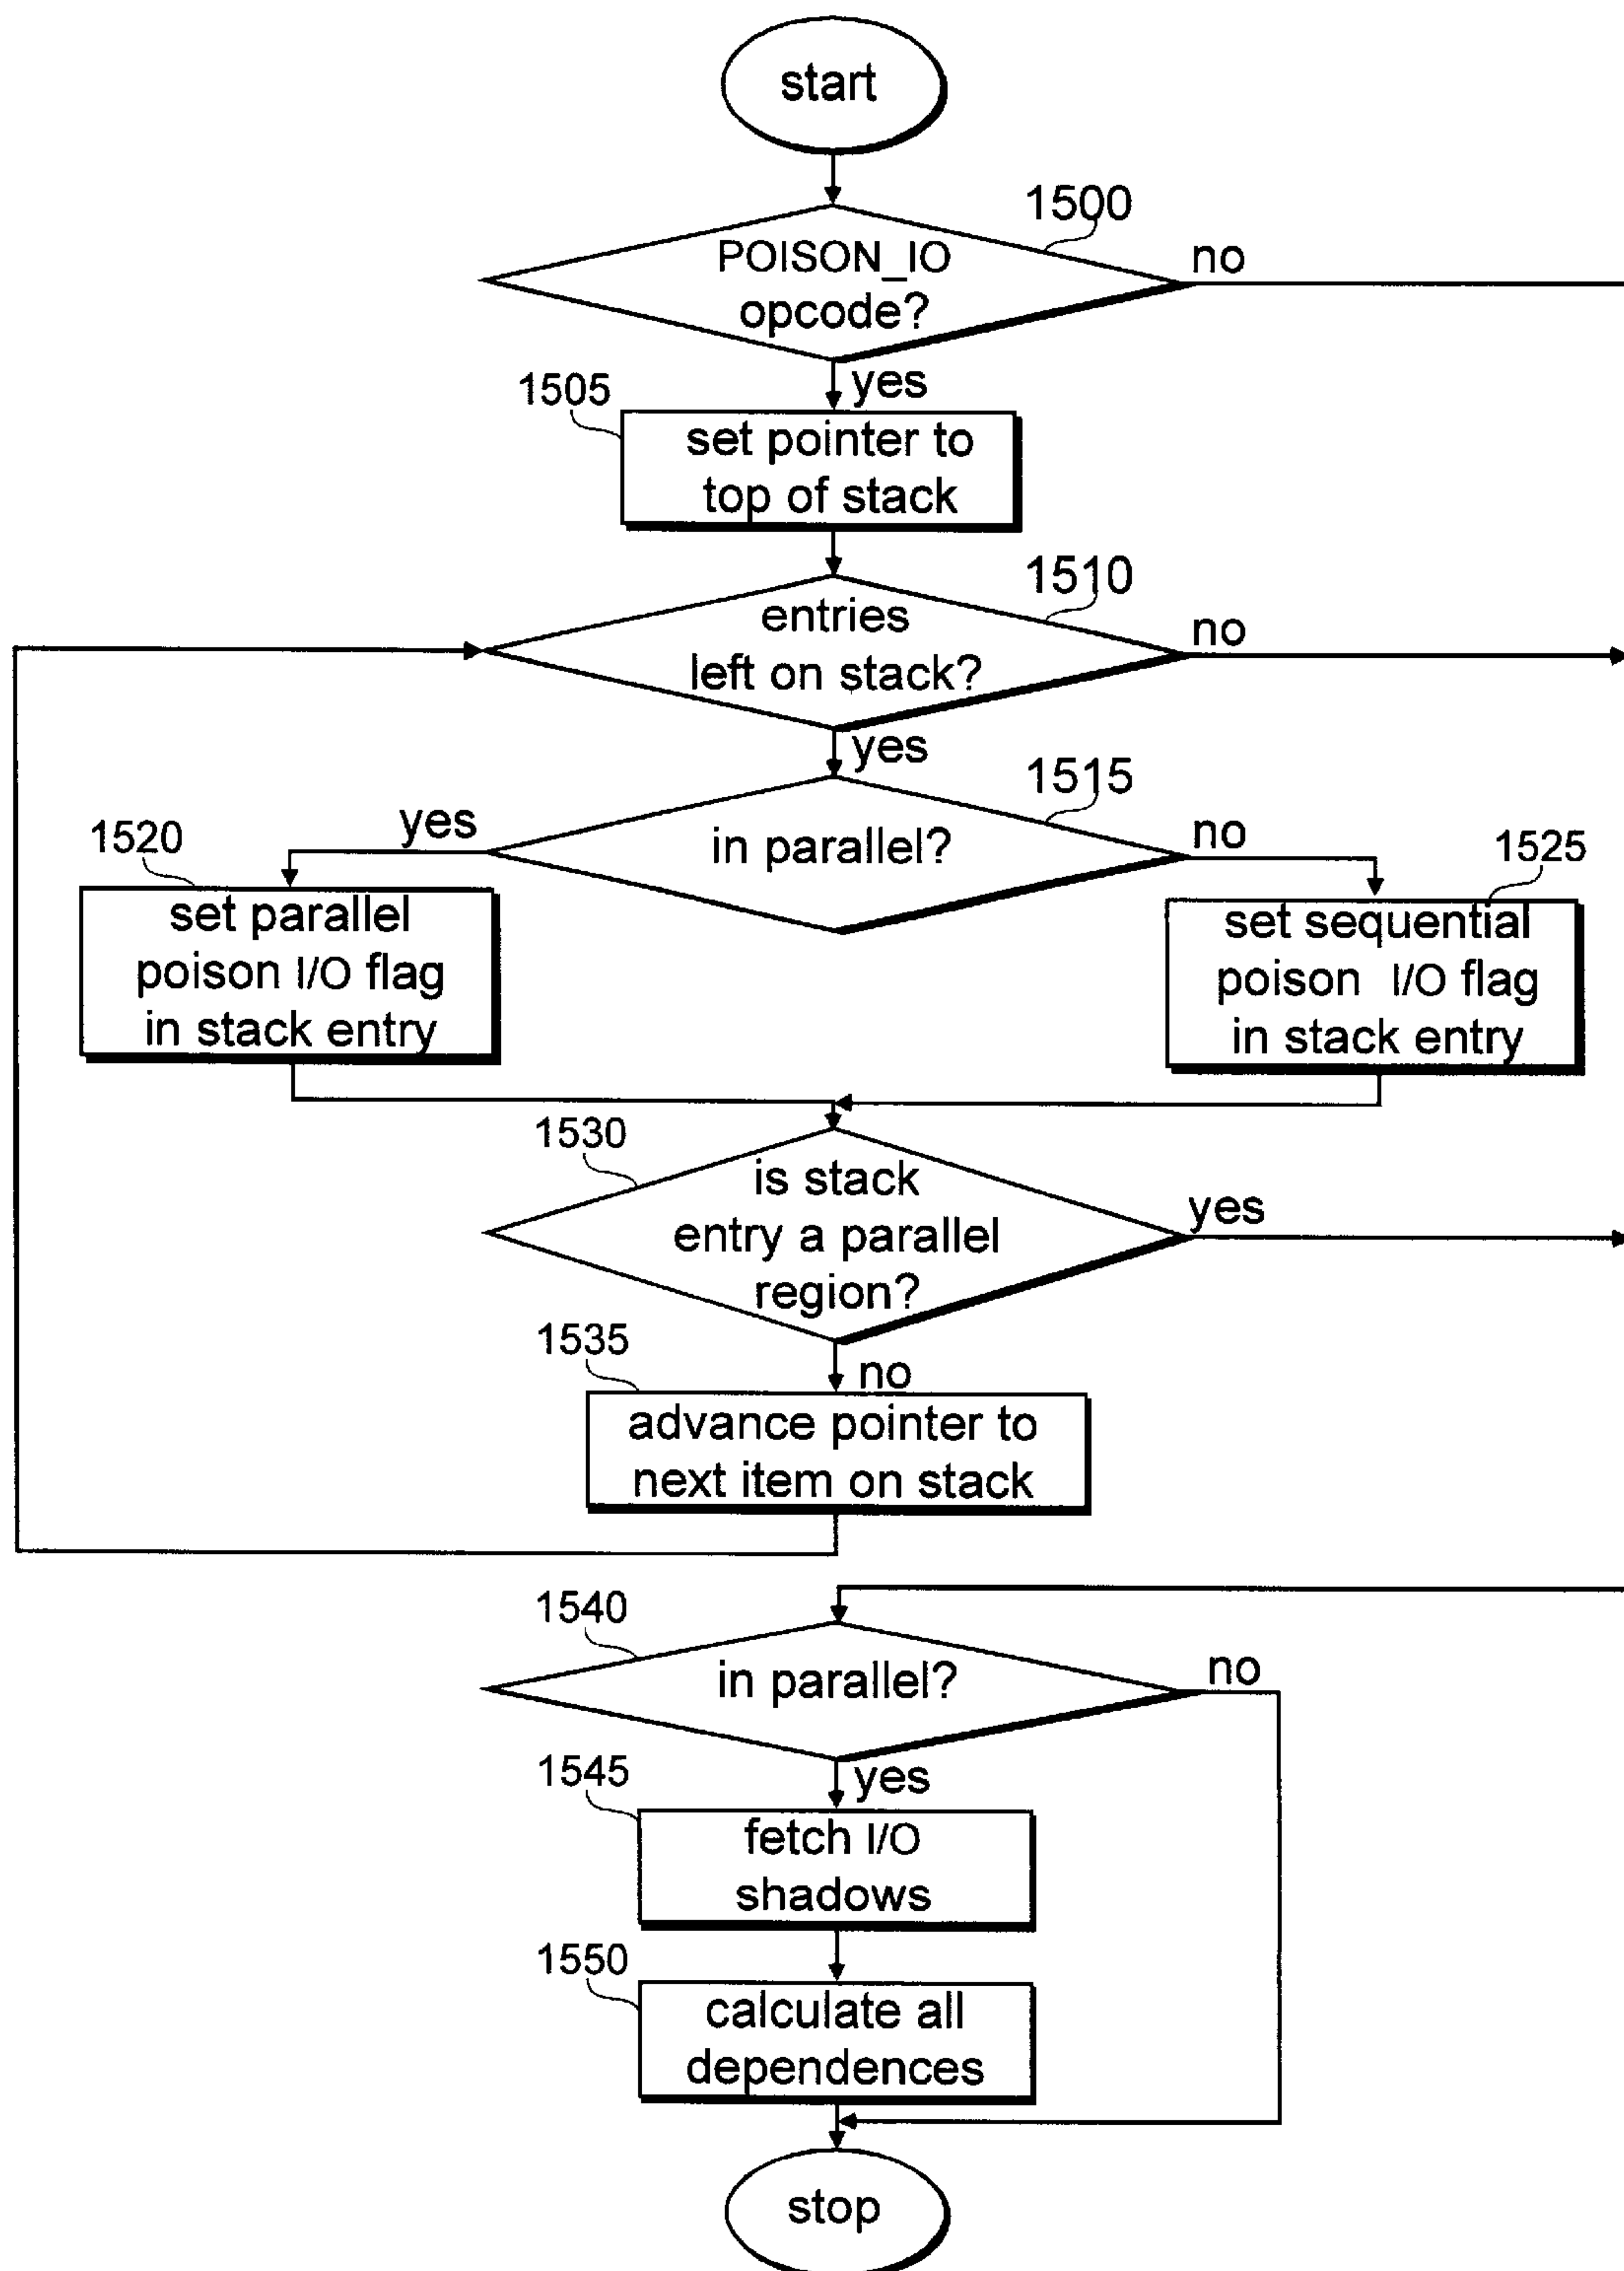 start
1500
POISON_IO
opcode?
no
yes
1505
set pointer to
top of stack
1510
entries
left on stack?
no
yes
1515
in parallel?
yes
no
1520
set parallel
poison I/O flag
in stack entry
1525
set sequential
poison I/O flag
in stack entry
1530
is stack
entry a parallel
region?
yes
no
1535
advance pointer to
next item on stack
1540
in parallel?
no
yes
1545
fetch I/O
shadows
1550
calculate all
dependences
stop